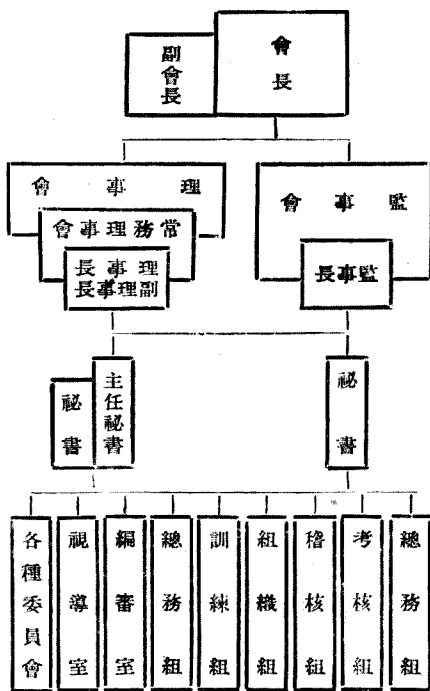 會長
副會長
監事會
監事長
理事會
常務理事會
理事長
副理事長
祕書
主任祕書
祕書
總務組
考核組
稽核組
組織組
訓練組
總務組
編審室
視導室
各種委員會